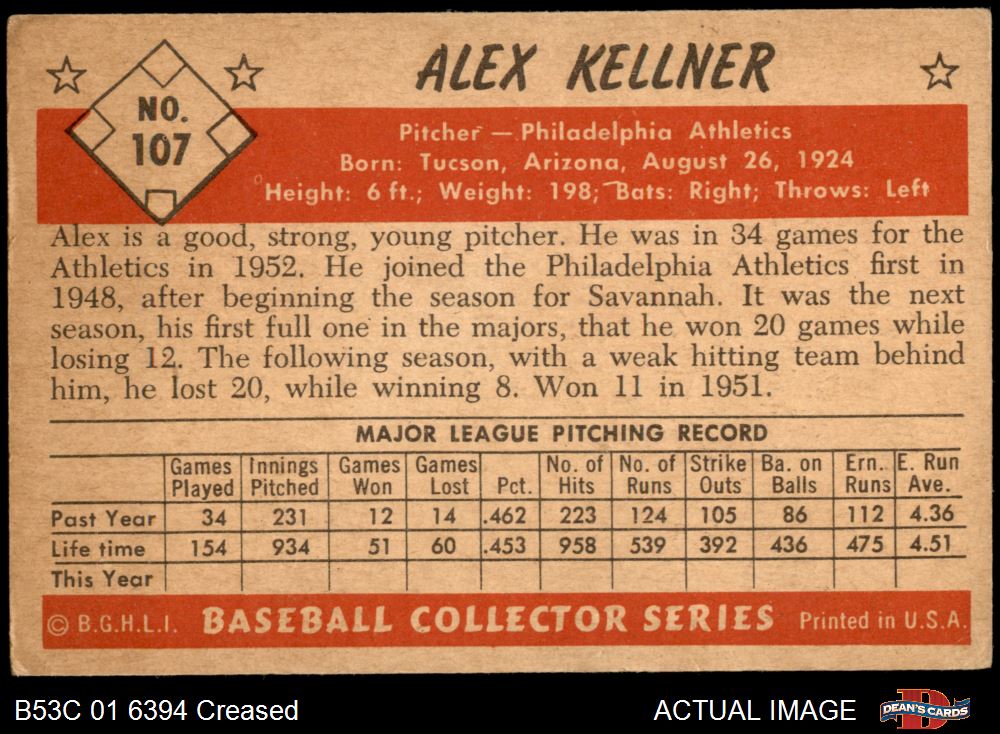 ALEX KELLNER
NO.
107
Pitcher — Philadelphia Athletics
Born: Tucson, Arizona, August 26, 1924
Height: 6 ft.; Weight: 198; Bats: Right; Throws: Left
Alex is a good, strong, young pitcher. He was in 34 games for the
Athletics in 1952. He joined the Philadelphia Athletics first in
1948, after beginning the season for Savannah. It was the next
season, his first full one in the majors, that he won 20 games while
losing 12. The following season, with a weak hitting team behind
him, he lost 20, while winning 8. Won 11 in 1951.
MAJOR LEAGUE PITCHING RECORD
Games Innings Games Games No. of No. of Strike Ba. on Ern. E. Run
Played Pitched Won Lost Pct. Hits Runs Outs Balls Runs Ave.
Past Year 34 231 12 14 .462 223 124 105 86 112 4.36
Life time 154 934 51 60 .453 958 539 392 436 475 4.51
This Year
© B.G.H.L.I. BASEBALL COLLECTOR SERIES Printed in U.S.A.
B53C 01 6394 Creased ACTUAL IMAGE DEAN'S CARDS